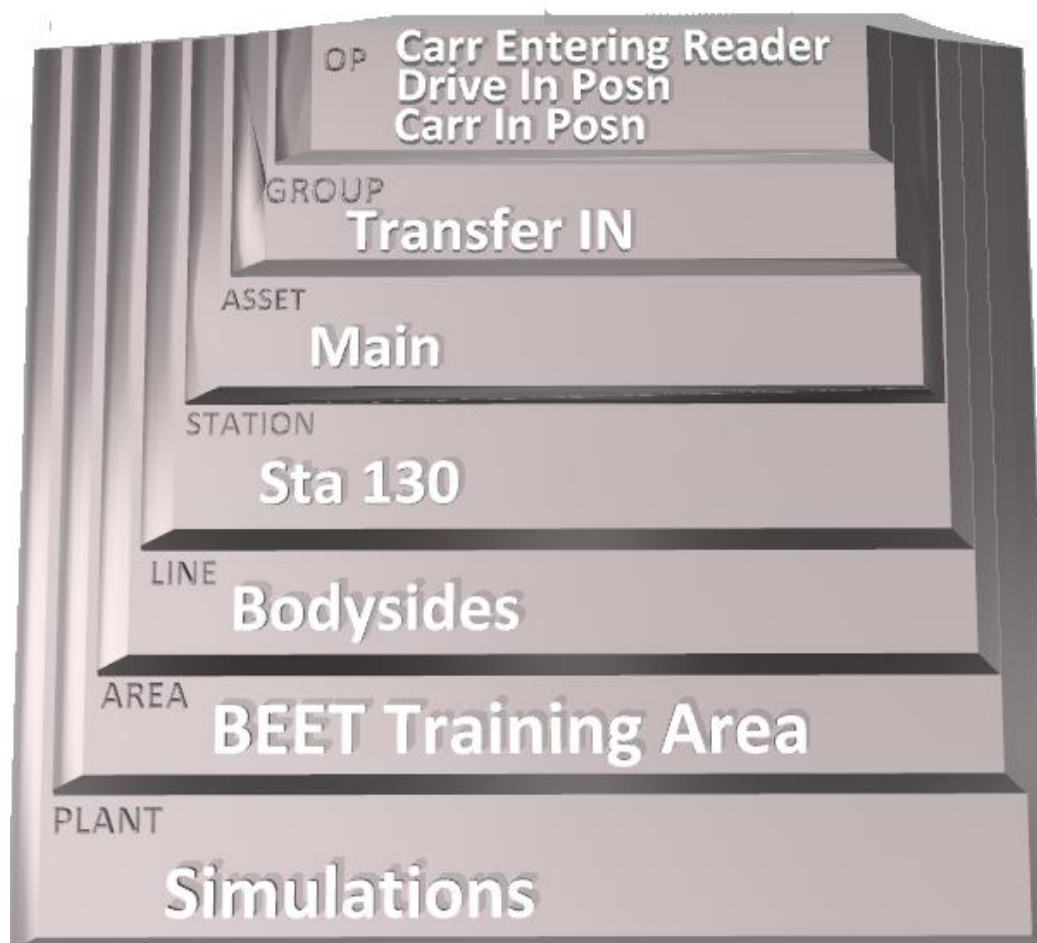 OP
Carr Entering Reader
Drive In Posn
Carr In Posn
GROUP
Transfer IN
ASSET
Main
STATION
Sta 130
LINE
Bodysides
AREA
BEET Training Area
PLANT
Simulations